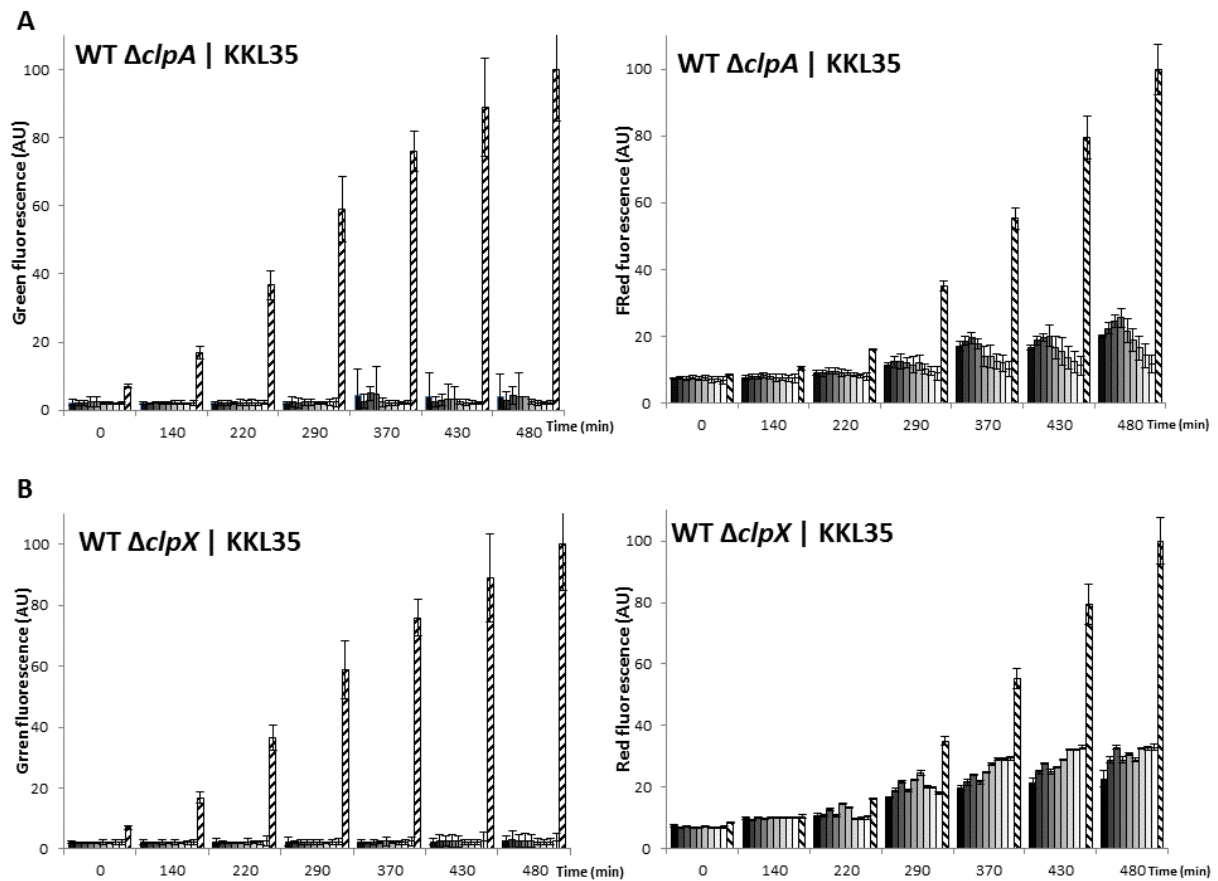 A
WT ΔclpA | KKL35
Green fluorescence (AU)
100
80
60
40
20
0
0 140 220 290 370 430 480 Time (min)
WT ΔclpA | KKL35
FRed fuorescence (AU)
100
80
60
40
20
0
0 140 220 290 370 430 480 Time (min)
B
WT ΔclpX | KKL35
Grren fluorescence (AU)
100
80
60
40
20
0
0 140 220 290 370 430 480 Time (min)
WT ΔclpX | KKL35
Red fluorescence (AU)
100
80
60
40
20
0
0 140 220 290 370 430 480 Time (min)